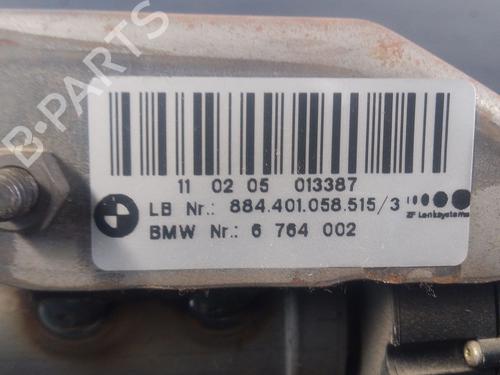 11 02 05 013387
LB Nr.: 884.401.058.515/3
ZF Lenksysteme
BMW Nr.: 6 764 002
B-PARTS